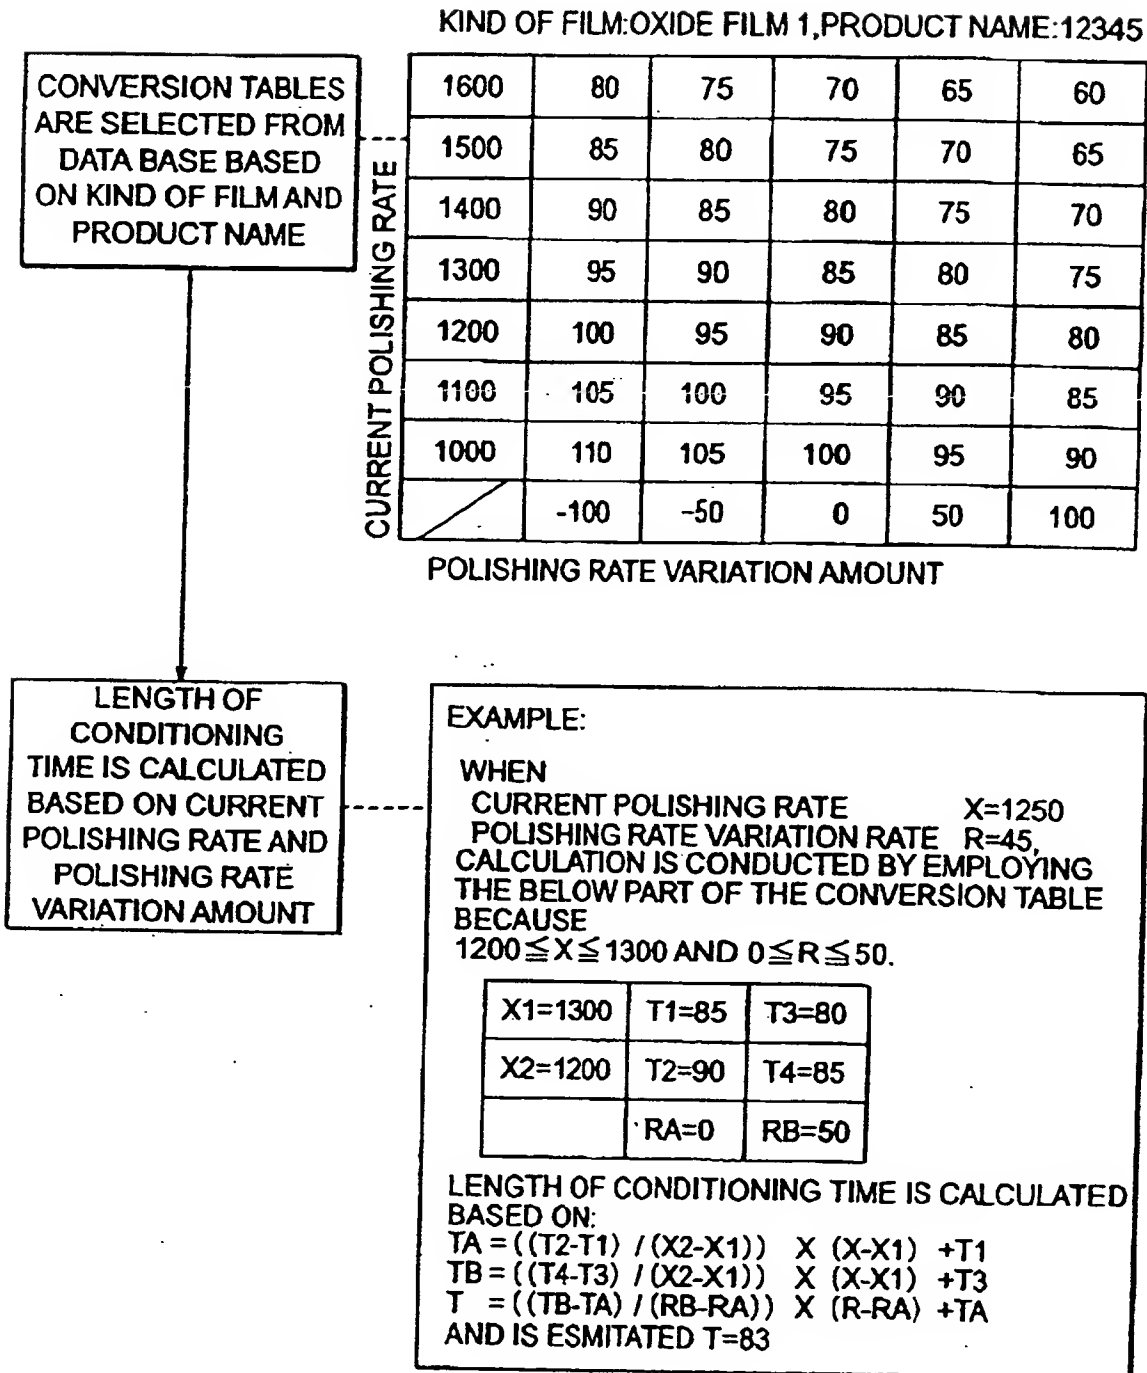 KIND OF FILM:OXIDE FILM 1,PRODUCT NAME:12345
CONVERSION TABLES
ARE SELECTED FROM
DATA BASE BASED
ON KIND OF FILM AND
PRODUCT NAME
CURRENT POLISHING RATE
1600 80 75 70 65 60
1500 85 80 75 70 65
1400 90 85 80 75 70
1300 95 90 85 80 75
1200 100 95 90 85 80
1100 105 100 95 90 85
1000 110 105 100 95 90
-100 -50 0 50 100
POLISHING RATE VARIATION AMOUNT
LENGTH OF
CONDITIONING
TIME IS CALCULATED
BASED ON CURRENT
POLISHING RATE AND
POLISHING RATE
VARIATION AMOUNT
EXAMPLE:
WHEN
CURRENT POLISHING RATE X=1250
POLISHING RATE VARIATION RATE R=45,
CALCULATION IS CONDUCTED BY EMPLOYING
THE BELOW PART OF THE CONVERSION TABLE
BECAUSE
1200≦X≦1300 AND 0≦R≦50.
X1=1300 T1=85 T3=80
X2=1200 T2=90 T4=85
RA=0 RB=50
LENGTH OF CONDITIONING TIME IS CALCULATED
BASED ON:
TA = ((T2-T1) / (X2-X1)) X (X-X1) +T1
TB = ((T4-T3) / (X2-X1)) X (X-X1) +T3
T = ((TB-TA) / (RB-RA)) X (R-RA) +TA
AND IS ESMITATED T=83